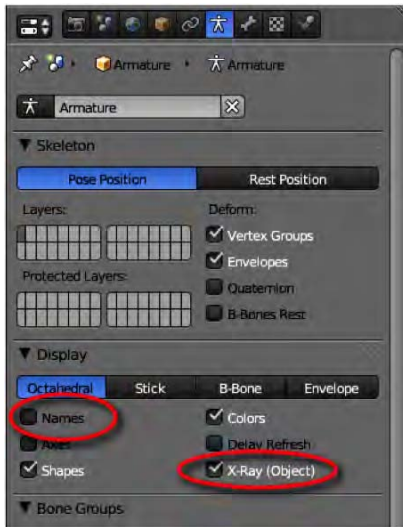 Armature Armature
Armature
Skeleton
Pose Position Rest Position
Layers: Deform:
Vertex Groups
Envelopes
Protected Layers: Quaternion
B-Bones Rest
Display
Octahedral Stick B-Bone Envelope
Names Colors
Axes Delay Refresh
Shapes X-Ray (Object)
Bone Groups